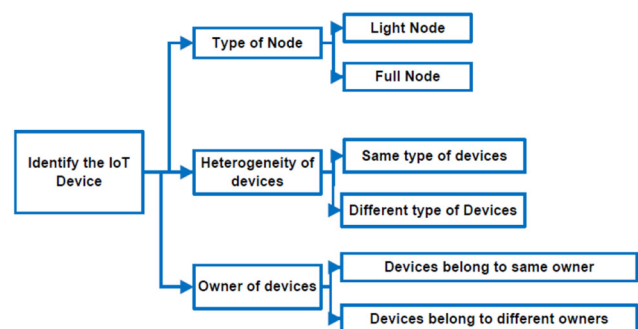 Identify the IoT
Device
Type of Node
Light Node
Full Node
Heterogeneity of
devices
Same type of devices
Different type of Devices
Owner of devices
Devices belong to same owner
Devices belong to different owners